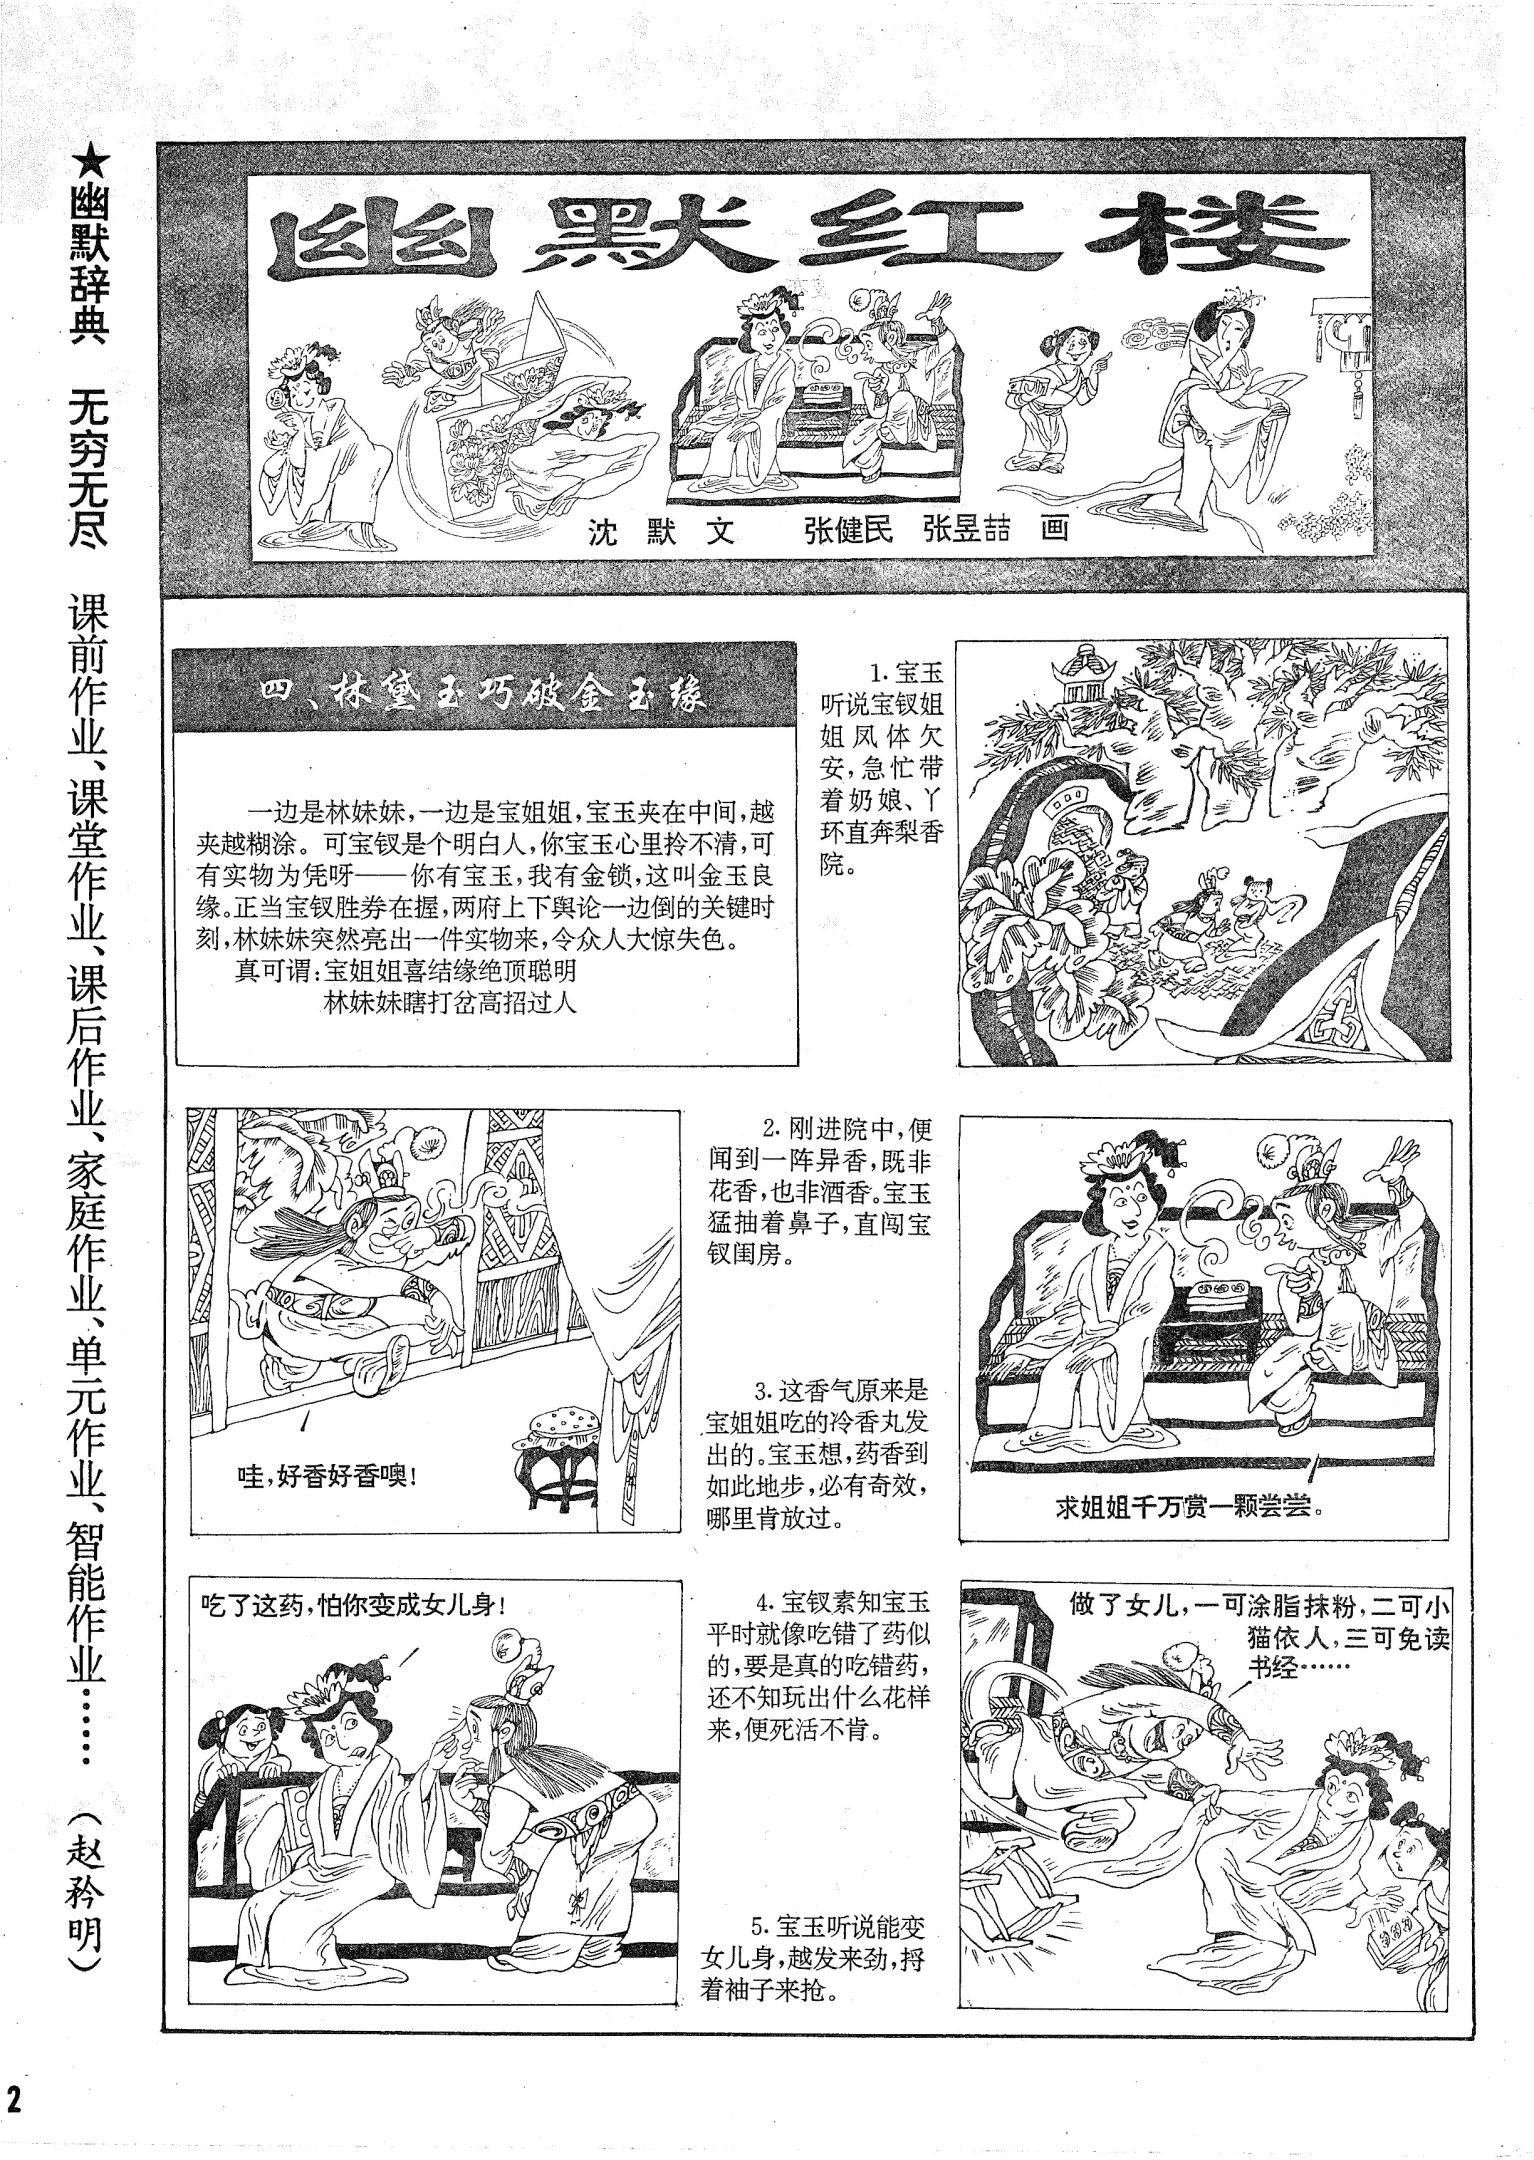 ★幽默辞典　无穷无尽　课前作业、课堂作业、课后作业、家庭作业、单元作业、智能作业……　（赵矜明）
幽默红楼
沈默文　张健民　张昱喆　画
四、林黛玉巧破金玉缘
一边是林妹妹，一边是宝姐姐，宝玉夹在中间，越
夹越糊涂。可宝钗是个明白人，你宝玉心里拎不清，可
有实物为凭呀——你有宝玉，我有金锁，这叫金玉良
缘。正当宝钗胜券在握，两府上下舆论一边倒的关键时
刻，林妹妹突然亮出一件实物来，令众人大惊失色。
真可谓：宝姐姐喜结缘绝顶聪明
林妹妹瞎打岔高招过人
1. 宝玉
听说宝钗姐
姐凤体欠
安，急忙带
着奶娘、丫
环直奔梨香
院。
2. 刚进院中，便
闻到一阵异香，既非
花香，也非酒香。宝玉
猛抽着鼻子，直闯宝
钗闺房。
哇，好香好香噢！
3. 这香气原来是
宝姐姐吃的冷香丸发
出的。宝玉想，药香到
如此地步，必有奇效，
哪里肯放过。
求姐姐千万赏一颗尝尝。
吃了这药，怕你变成女儿身！
4. 宝钗素知宝玉
平时就像吃错了药似
的，要是真的吃错药，
还不知玩出什么花样
来，便死活不肯。
5. 宝玉听说能变
女儿身，越发来劲，捋
着袖子来抢。
做了女儿，一可涂脂抹粉，二可小
猫依人，三可免读
书经……
2